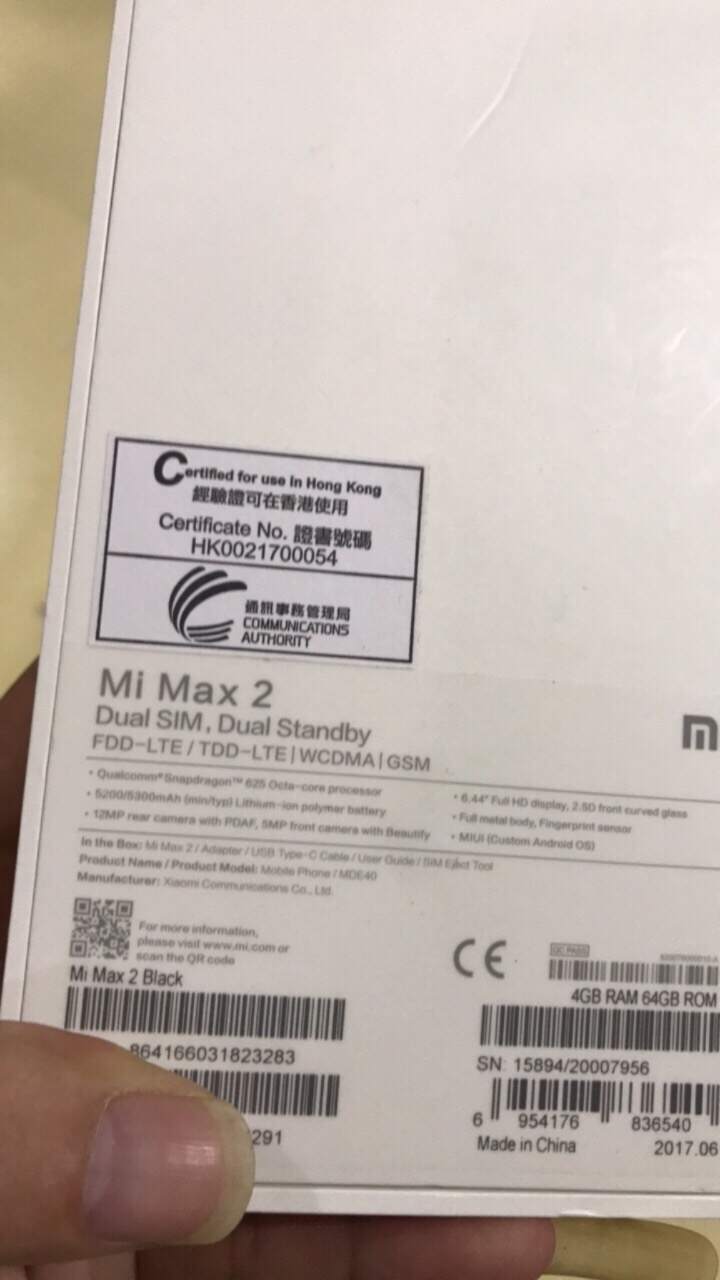 Certified for use in Hong Kong
經驗證可在香港使用
Certificate No. 證書號碼
HK0021700054
通訊事務管理局
COMMUNICATIONS
AUTHORITY
Mi Max 2
Dual SIM, Dual Standby
FDD-LTE / TDD-LTE | WCDMA | GSM
• Qualcomm® Snapdragon™ 625 Octa-core processor
• 5200/5300mAh (min/typ) Lithium-ion polymer battery
• 12MP rear camera with PDAF, 5MP front camera with Beautify
• 6.44" Full HD display, 2.5D front curved glass
• Full metal body, Fingerprint sensor
• MIUI (Custom Android OS)
In the Box: Mi Max 2 / Adapter / USB Type-C Cable / User Guide / SIM Eject Tool
Product Name / Product Model: Mobile Phone / MDE40
Manufacturer: Xiaomi Communications Co., Ltd.
For more information,
please visit www.mi.com or
scan the QR code
CE
QC PASS
Mi Max 2 Black
864166031823283
291
4GB RAM 64GB ROM
SN: 15894/20007956
6 954176 836540
Made in China 2017.06